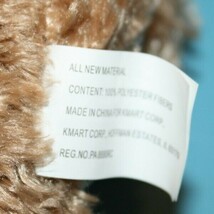 ALL NEW MATERIAL
CONTENT: 100% POLYESTER
MADE IN CHINA FOR KMART CORP.
KMART CORP., HOFFMAN ESTATES, IL
REG.NO.PA